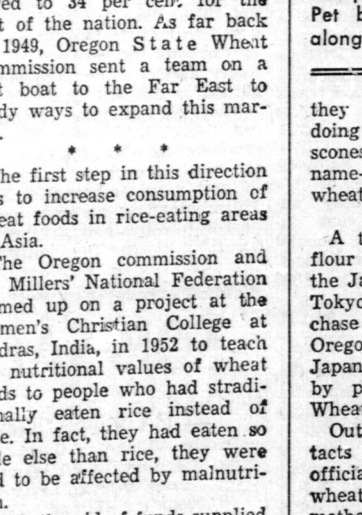 ed to 34 per cent for the
t of the nation. As far back
1949, Oregon State Wheat
mmission sent a team on a
t boat to the Far East to
dy ways to expand this mar-
.
* * *
he first step in this direction
s to increase consumption of
eat foods in rice-eating areas
Asia.
he Oregon commission and
Millers' National Federation
med up on a project at the
men's Christian College at
dras, India, in 1952 to teach
nutritional values of wheat
ds to people who had stradi-
nally eaten rice instead of
e. In fact, they had eaten so
le else than rice, they were
d to be affected by malnutri-
n.
of funds supplied
Pet
along
they
doing
scones
name-
wheat
A t
flour
the Ja
Tokyo
chase
Orego
Japan
by p
Whea
Out
tacts
officia
wheat